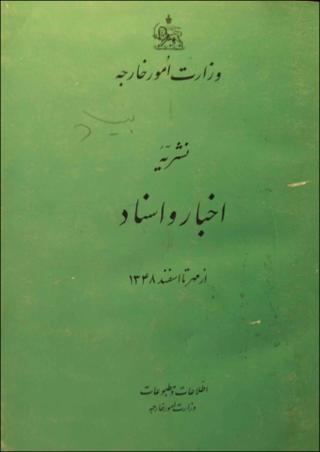 وزارت امور خارجه
نشریه
اخبار و اسناد
از مهر تا اسفند ۱۳۴۸
اطلاعات و مطبوعات
وزارت امور خارجه